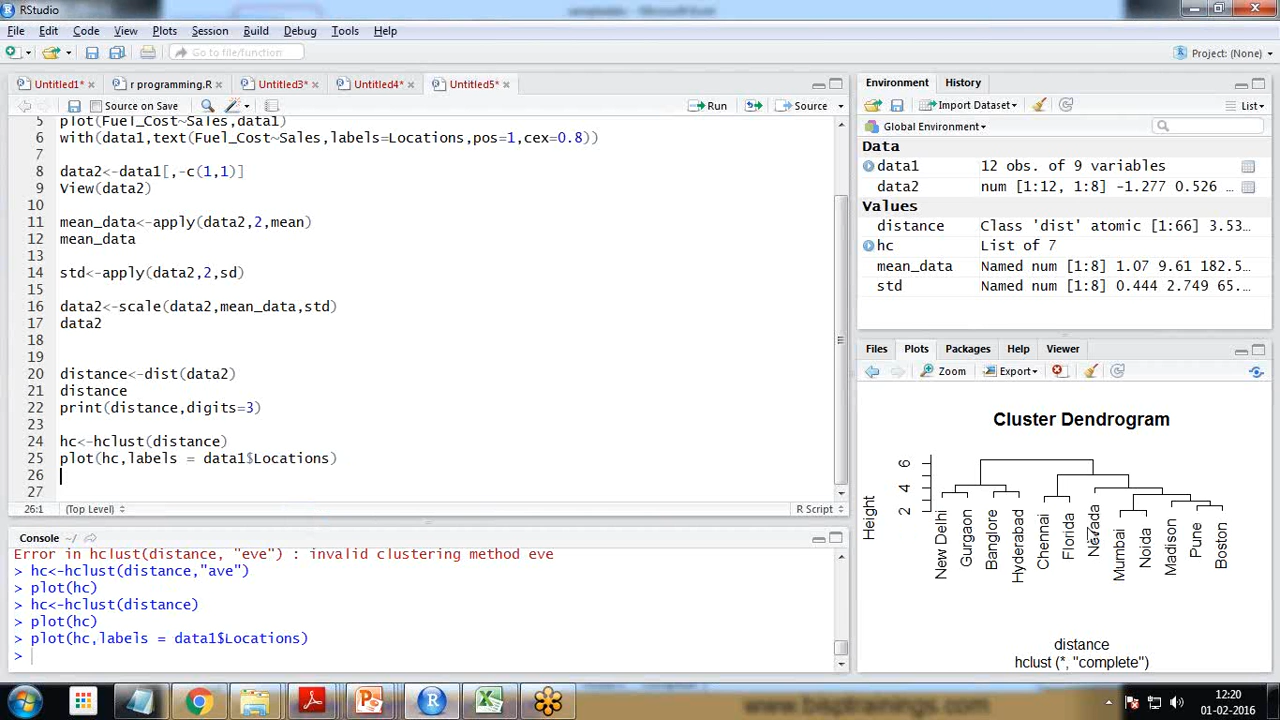 RStudio
File Edit Code View Plots Session Build Debug Tools Help
Go to file/function
Project: (None)
Untitled1* r programming.R Untitled3* Untitled4* Untitled5*
Source on Save Run Source
5 plot(Fuel_Cost~Sales,data1)
6 with(data1,text(Fuel_Cost~Sales,labels=Locations,pos=1,cex=0.8))
7
8 data2<-data1[,-c(1,1)]
9 View(data2)
10
11 mean_data<-apply(data2,2,mean)
12 mean_data
13
14 std<-apply(data2,2,sd)
15
16 data2<-scale(data2,mean_data,std)
17 data2
18
19
20 distance<-dist(data2)
21 distance
22 print(distance,digits=3)
23
24 hc<-hclust(distance)
25 plot(hc,labels = data1$Locations)
26
27
26:1 (Top Level) R Script
Console ~/
Error in hclust(distance, "eve") : invalid clustering method eve
> hc<-hclust(distance,"ave")
> plot(hc)
> hc<-hclust(distance)
> plot(hc)
> plot(hc,labels = data1$Locations)
>
Environment History
Import Dataset List
Global Environment
Data
data1 12 obs. of 9 variables
data2 num [1:12, 1:8] -1.277 0.526 ...
Values
distance Class 'dist' atomic [1:66] 3.53...
hc List of 7
mean_data Named num [1:8] 1.07 9.61 182.5...
std Named num [1:8] 0.444 2.749 65....
Files Plots Packages Help Viewer
Zoom Export
Cluster Dendrogram
Height
6
4
2
New Delhi
Gurgaon
Banglore
Hyderabad
Chennai
Florida
Nevada
Mumbai
Noida
Madison
Pune
Boston
distance
hclust (*, "complete")
12:20
01-02-2016